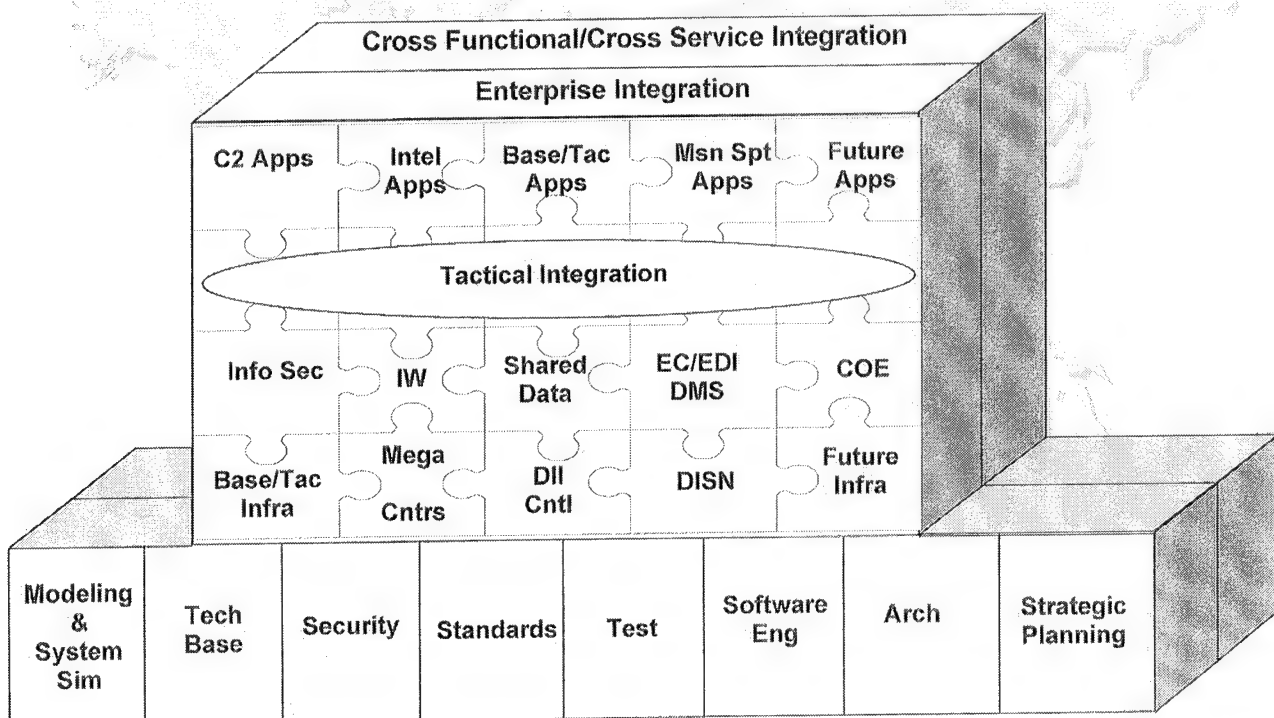 Cross Functional/Cross Service Integration
Enterprise Integration
C2 Apps
Intel
Apps
Base/Tac
Apps
Msn Spt
Apps
Future
Apps
Tactical Integration
Info Sec
IW
Shared
Data
EC/EDI
DMS
COE
Base/Tac
Infra
Mega
Cntrs
DII
Cntl
DISN
Future
Infra
Modeling
&
System
Sim
Tech
Base
Security
Standards
Test
Software
Eng
Arch
Strategic
Planning